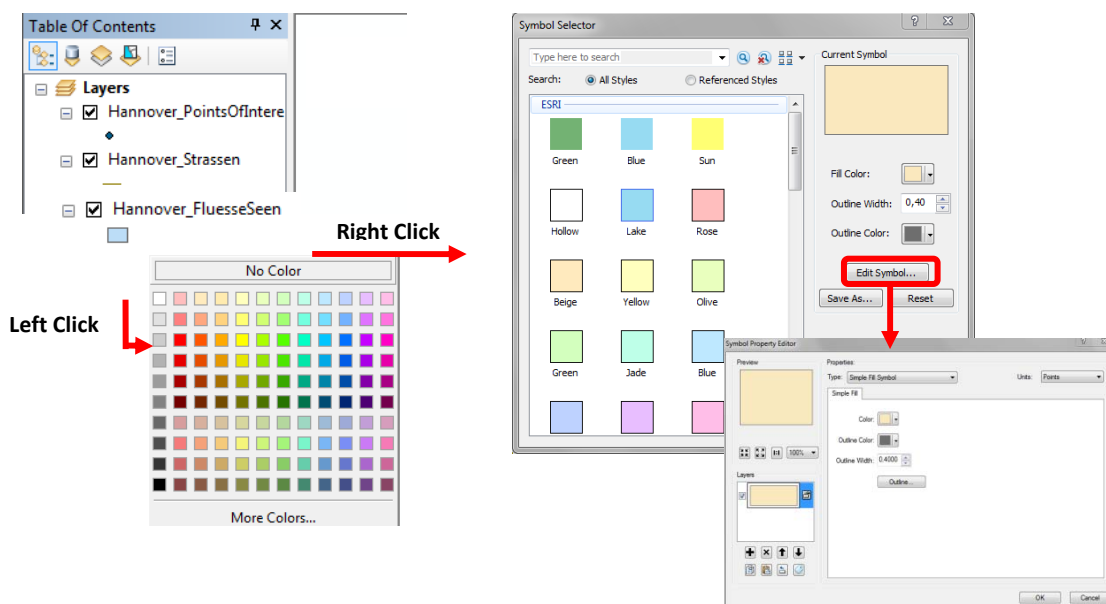 Table Of Contents
Layers
Hannover_PointsOfIntere
Hannover_Strassen
Hannover_FluesseSeen
Right Click
Left Click
No Color
More Colors...
Symbol Selector
Type here to search
Search: All Styles Referenced Styles
ESRI
Green Blue Sun
Hollow Lake Rose
Beige Yellow Olive
Green Jade Blue
Current Symbol
Fill Color:
Outline Width: 0,40
Outline Color:
Edit Symbol...
Save As... Reset
Symbol Property Editor
Preview
100%
Layers
Properties:
Type: Simple Fill Symbol Units: Points
Simple Fill
Color:
Outline Color:
Outline Width: 0.4000
Outline...
OK Cancel